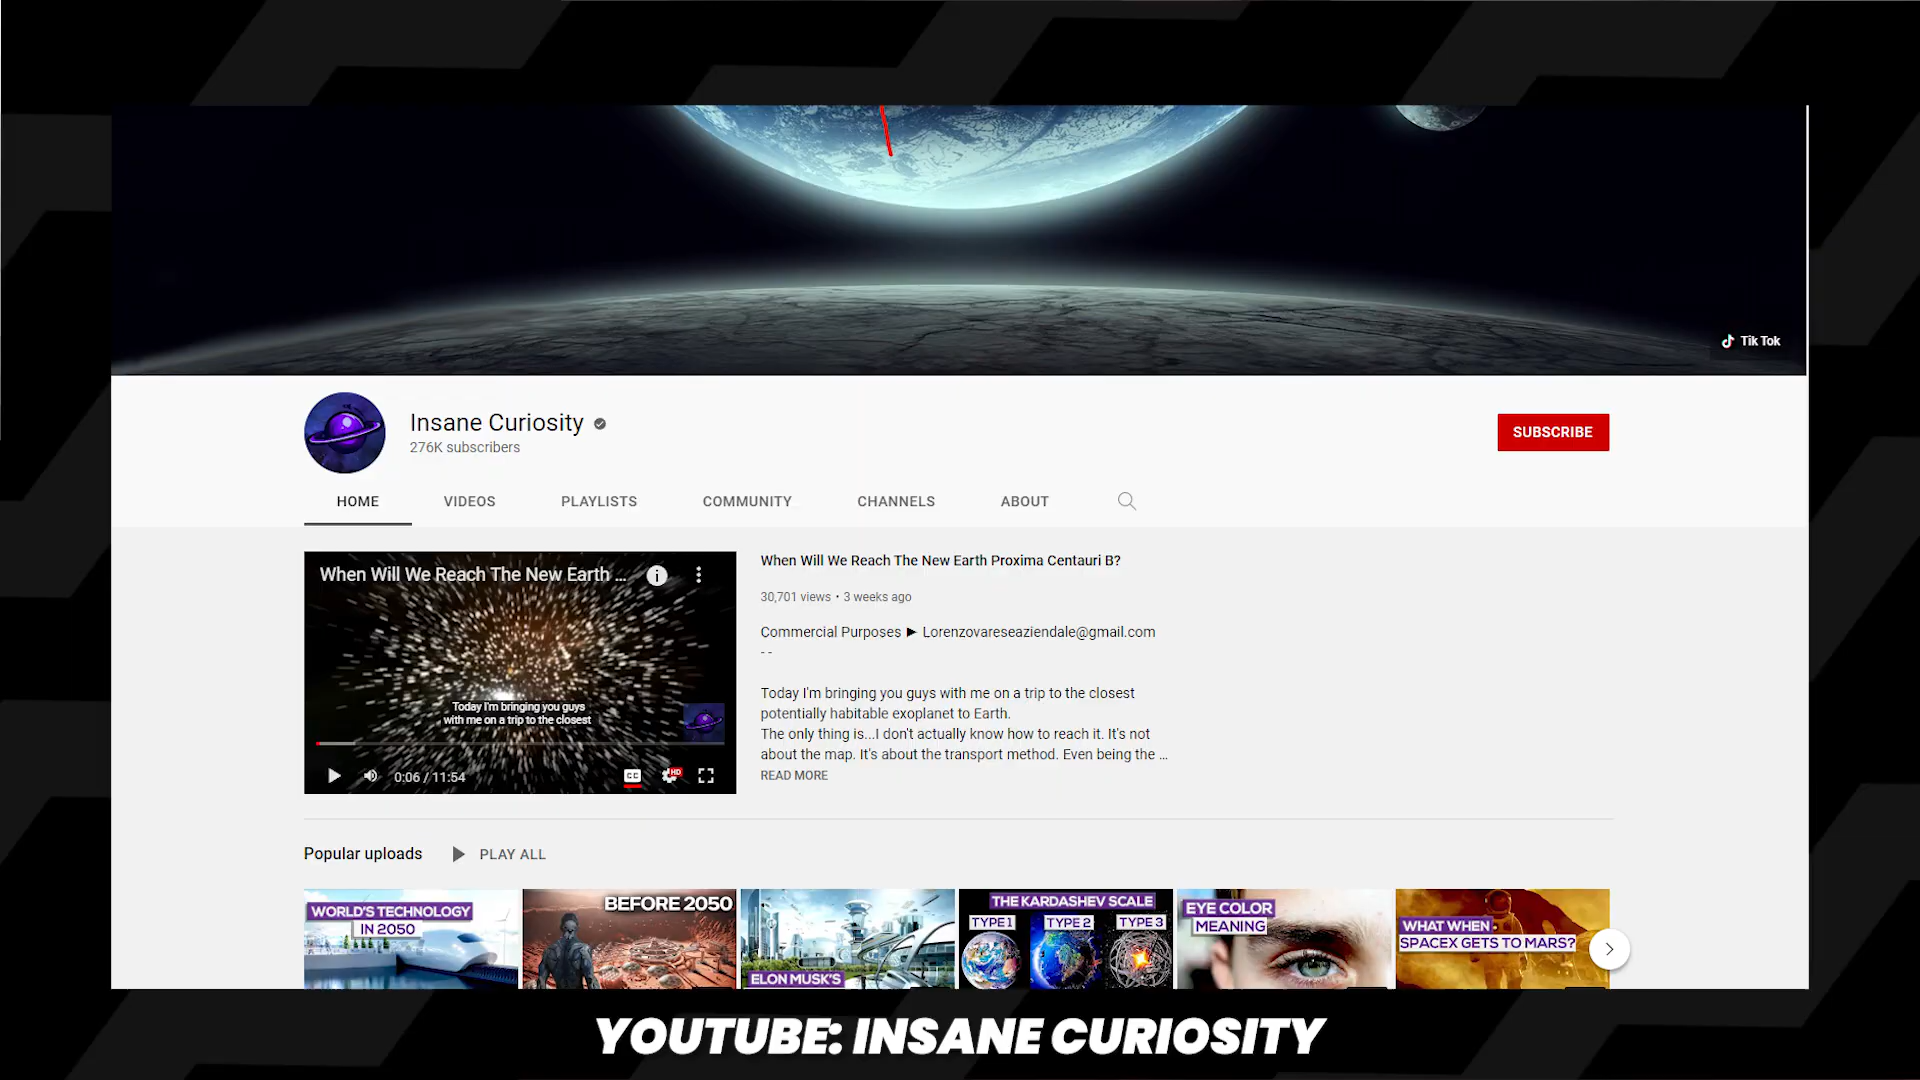 Tik Tok
Insane Curiosity
276K subscribers
SUBSCRIBE
HOME VIDEOS PLAYLISTS COMMUNITY CHANNELS ABOUT
When Will We Reach The New Earth ...
Today I'm bringing you guys
with me on a trip to the closest
0:06 / 11:54
CC
HD
When Will We Reach The New Earth Proxima Centauri B?
30,701 views • 3 weeks ago
Commercial Purposes ► Lorenzovareseaziendale@gmail.com
- -
Today I'm bringing you guys with me on a trip to the closest
potentially habitable exoplanet to Earth.
The only thing is...I don't actually know how to reach it. It's not
about the map. It's about the transport method. Even being the ...
READ MORE
Popular uploads
PLAY ALL
WORLD'S TECHNOLOGY
IN 2050
BEFORE 2050
ELON MUSK'S
THE KARDASHEV SCALE
TYPE 1 TYPE 2 TYPE 3
EYE COLOR
MEANING
WHAT WHEN
SPACEX GETS TO MARS?
YOUTUBE: INSANE CURIOSITY